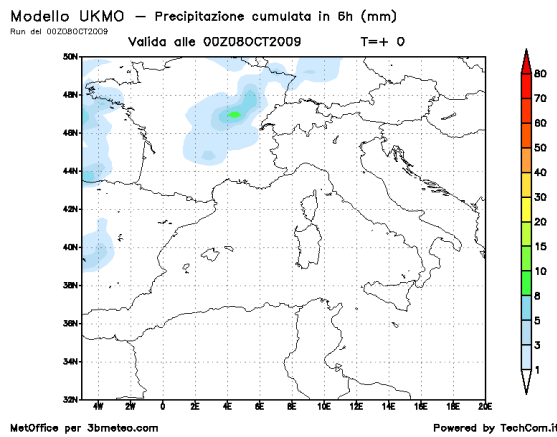 Modello UKMO — Precipitazione cumulata in 6h (mm)
Run del 00Z08OCT2009
Valida alle 00Z08OCT2009 T=+ 0
50N
48N
46N
44N
42N
40N
38N
36N
34N
32N
4W 2W 0 2E 4E 6E 8E 10E 12E 14E 16E 18E 20E
80
70
60
50
40
30
20
15
10
8
5
3
1
MetOffice per 3bmeteo.com Powered by TechCom.it